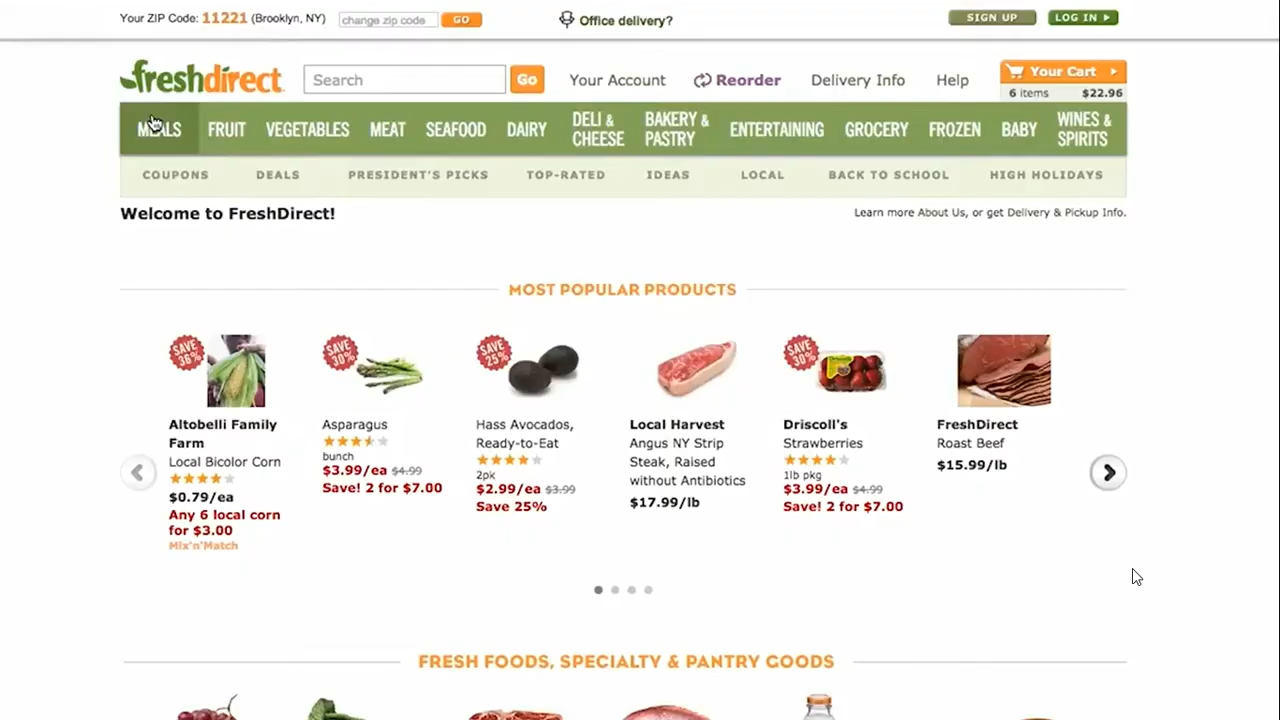 Your ZIP Code: 11221 (Brooklyn, NY) change zip code GO Office delivery? SIGN UP LOG IN
freshdirect Search Go Your Account Reorder Delivery Info Help Your Cart
6 items $22.96
MEALS FRUIT VEGETABLES MEAT SEAFOOD DAIRY DELI & CHEESE BAKERY & PASTRY ENTERTAINING GROCERY FROZEN BABY WINES & SPIRITS
COUPONS DEALS PRESIDENT'S PICKS TOP-RATED IDEAS LOCAL BACK TO SCHOOL HIGH HOLIDAYS
Welcome to FreshDirect! Learn more About Us, or get Delivery & Pickup Info.
MOST POPULAR PRODUCTS
SAVE 36%
Altobelli Family
Farm
Local Bicolor Corn
$0.79/ea
Any 6 local corn
for $3.00
Mix'n'Match
SAVE 30%
Asparagus
bunch
$3.99/ea $4.99
Save! 2 for $7.00
SAVE 25%
Hass Avocados,
Ready-to-Eat
2pk
$2.99/ea $3.99
Save 25%
Local Harvest
Angus NY Strip
Steak, Raised
without Antibiotics
$17.99/lb
SAVE 30%
Driscoll's
Strawberries
1lb pkg
$3.99/ea $4.99
Save! 2 for $7.00
FreshDirect
Roast Beef
$15.99/lb
FRESH FOODS, SPECIALTY & PANTRY GOODS